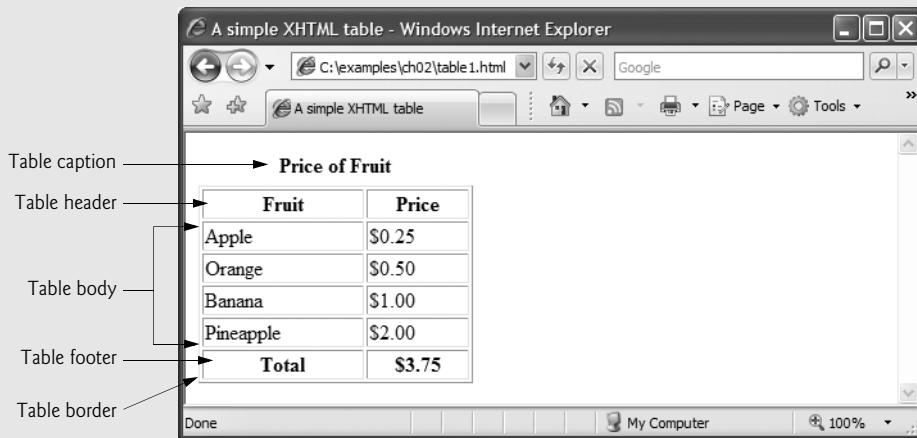 A simple XHTML table - Windows Internet Explorer
C:\examples\ch02\table1.html
Google
A simple XHTML table
Page
Tools
»
Table caption
Price of Fruit
Table header
Fruit Price
Apple $0.25
Orange $0.50
Table body
Banana $1.00
Pineapple $2.00
Table footer
Total $3.75
Table border
Done
My Computer
100%